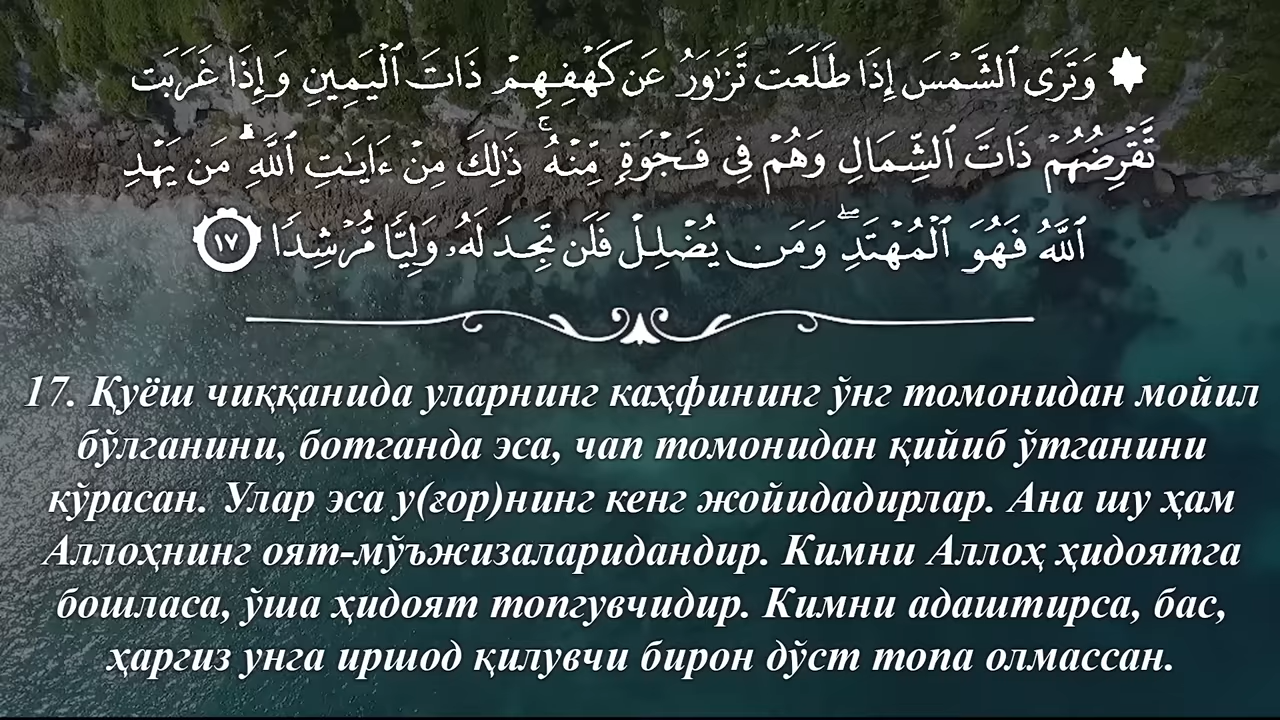 ۞ وَتَرَى ٱلشَّمْسَ إِذَا طَلَعَت تَّزَٰوَرُ عَن كَهْفِهِمْ ذَاتَ ٱلْيَمِينِ وَإِذَا غَرَبَت
تَّقْرِضُهُمْ ذَاتَ ٱلشِّمَالِ وَهُمْ فِى فَجْوَةٍ مِّنْهُ ۚ ذَٰلِكَ مِنْ ءَايَـٰتِ ٱللَّهِ ۗ مَن يَهْدِ
ٱللَّهُ فَهُوَ ٱلْمُهْتَدِ ۖ وَمَن يُضْلِلْ فَلَن تَجِدَ لَهُۥ وَلِيًّا مُّرْشِدًا ١٧
17. Қуёш чиққанида уларнинг каҳфининг ўнг томонидан мойил
бўлганини, ботганда эса, чап томонидан қийиб ўтганини
кўрасан. Улар эса у(ғор)нинг кенг жойидадирлар. Ана шу ҳам
Аллоҳнинг оят-мўъжизаларидандир. Кимни Аллоҳ ҳидоятга
бошласа, ўша ҳидоят топгувчидир. Кимни адаштирса, бас,
ҳаргиз унга иршод қилувчи бирон дўст топа олмассан.